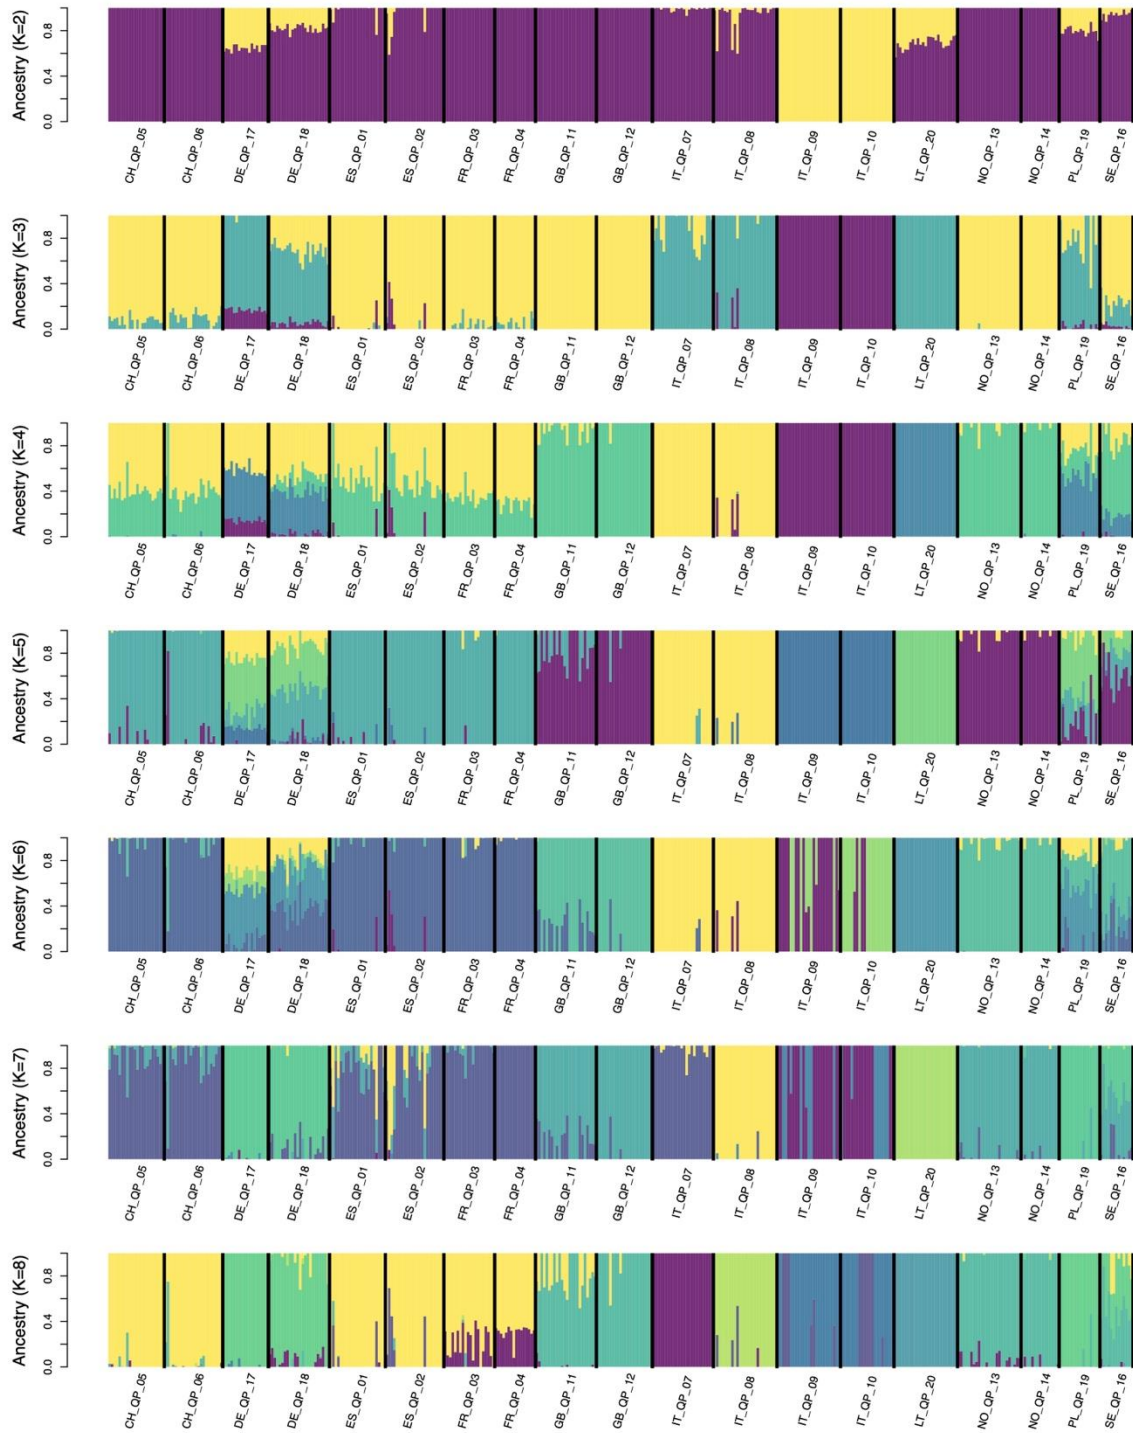 Ancestry (K=2)
0.0 0.4 0.8
CH_QP_05 CH_QP_06 DE_QP_17 DE_QP_18 ES_QP_01 ES_QP_02 FR_QP_03 FR_QP_04 GB_QP_11 GB_QP_12 IT_QP_07 IT_QP_08 IT_QP_09 IT_QP_10 LT_QP_20 NO_QP_13 NO_QP_14 PL_QP_19 SE_QP_16
Ancestry (K=3)
0.0 0.4 0.8
CH_QP_05 CH_QP_06 DE_QP_17 DE_QP_18 ES_QP_01 ES_QP_02 FR_QP_03 FR_QP_04 GB_QP_11 GB_QP_12 IT_QP_07 IT_QP_08 IT_QP_09 IT_QP_10 LT_QP_20 NO_QP_13 NO_QP_14 PL_QP_19 SE_QP_16
Ancestry (K=4)
0.0 0.4 0.8
CH_QP_05 CH_QP_06 DE_QP_17 DE_QP_18 ES_QP_01 ES_QP_02 FR_QP_03 FR_QP_04 GB_QP_11 GB_QP_12 IT_QP_07 IT_QP_08 IT_QP_09 IT_QP_10 LT_QP_20 NO_QP_13 NO_QP_14 PL_QP_19 SE_QP_16
Ancestry (K=5)
0.0 0.4 0.8
CH_QP_05 CH_QP_06 DE_QP_17 DE_QP_18 ES_QP_01 ES_QP_02 FR_QP_03 FR_QP_04 GB_QP_11 GB_QP_12 IT_QP_07 IT_QP_08 IT_QP_09 IT_QP_10 LT_QP_20 NO_QP_13 NO_QP_14 PL_QP_19 SE_QP_16
Ancestry (K=6)
0.0 0.4 0.8
CH_QP_05 CH_QP_06 DE_QP_17 DE_QP_18 ES_QP_01 ES_QP_02 FR_QP_03 FR_QP_04 GB_QP_11 GB_QP_12 IT_QP_07 IT_QP_08 IT_QP_09 IT_QP_10 LT_QP_20 NO_QP_13 NO_QP_14 PL_QP_19 SE_QP_16
Ancestry (K=7)
0.0 0.4 0.8
CH_QP_05 CH_QP_06 DE_QP_17 DE_QP_18 ES_QP_01 ES_QP_02 FR_QP_03 FR_QP_04 GB_QP_11 GB_QP_12 IT_QP_07 IT_QP_08 IT_QP_09 IT_QP_10 LT_QP_20 NO_QP_13 NO_QP_14 PL_QP_19 SE_QP_16
Ancestry (K=8)
0.0 0.4 0.8
CH_QP_05 CH_QP_06 DE_QP_17 DE_QP_18 ES_QP_01 ES_QP_02 FR_QP_03 FR_QP_04 GB_QP_11 GB_QP_12 IT_QP_07 IT_QP_08 IT_QP_09 IT_QP_10 LT_QP_20 NO_QP_13 NO_QP_14 PL_QP_19 SE_QP_16